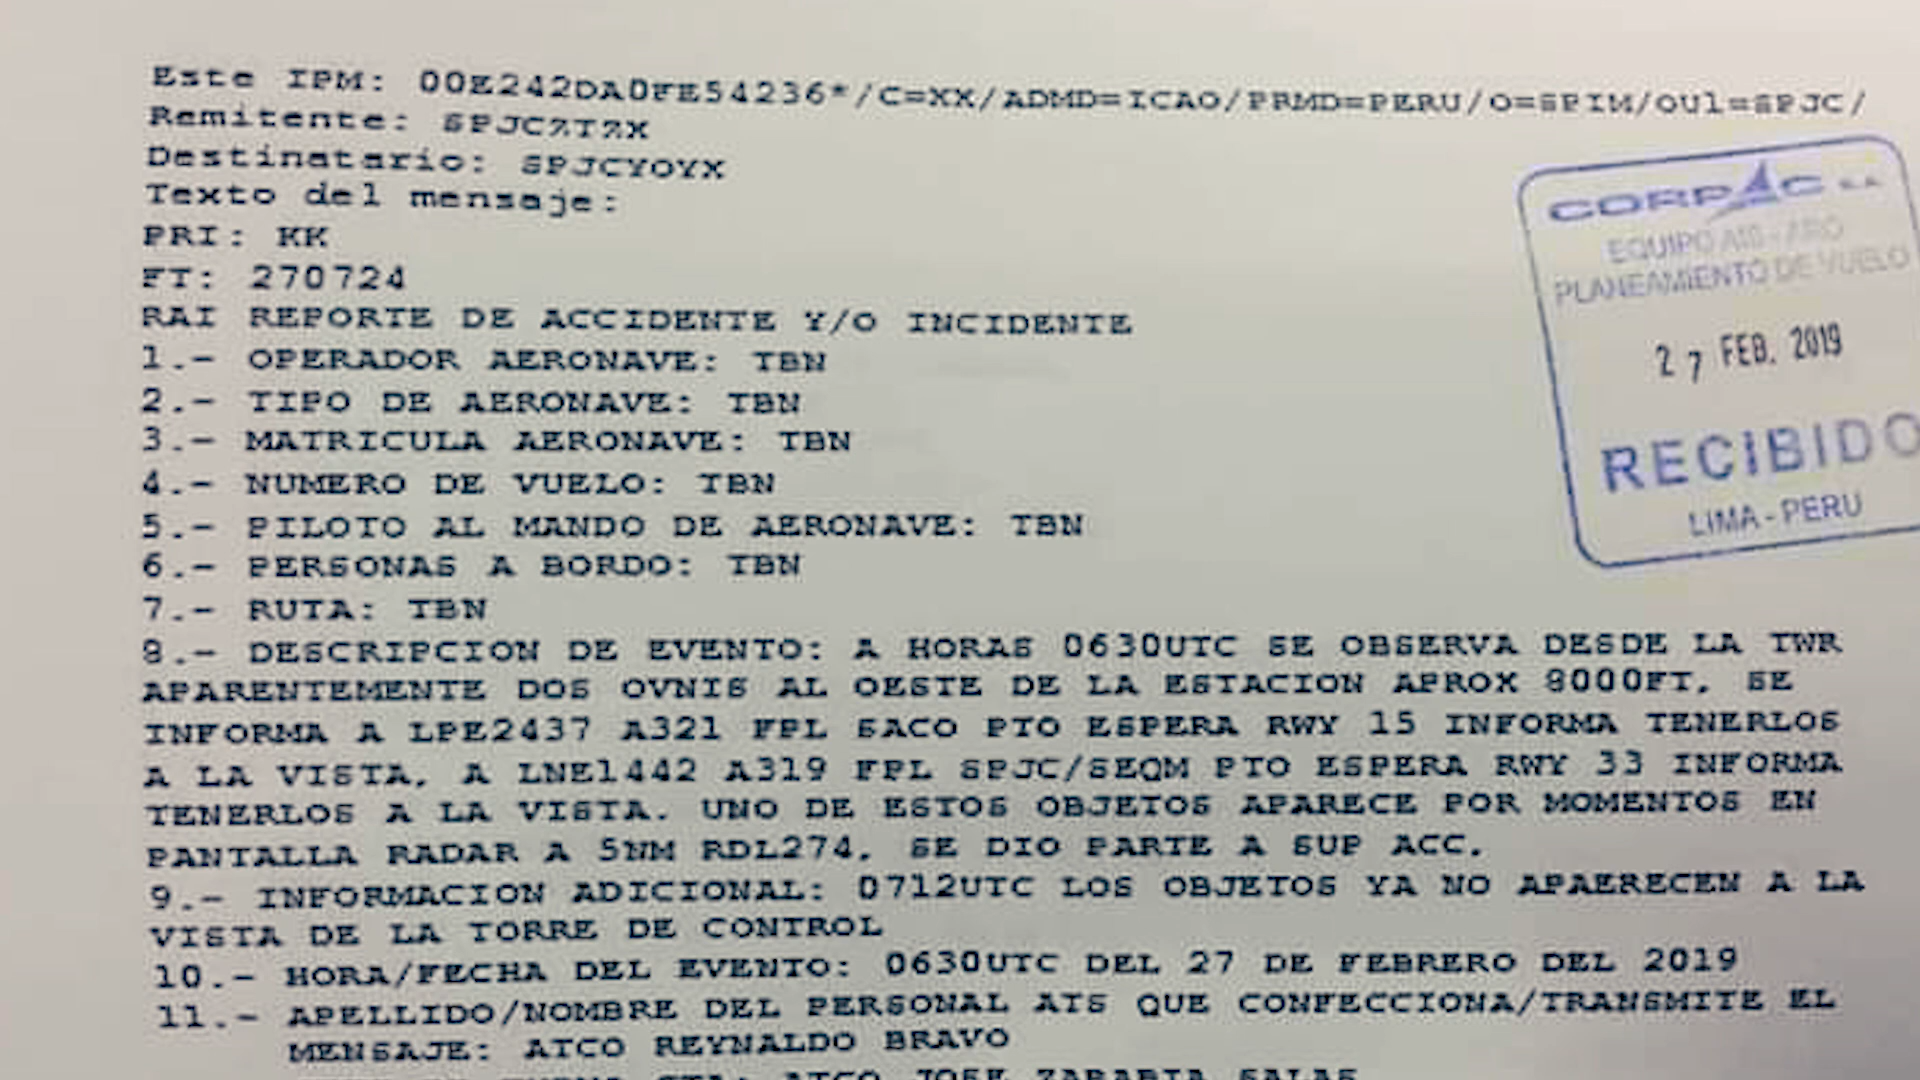 Este IPM: 00E242DA0FE54236*/C=XX/ADMD=ICAO/PRMD=PERU/O=SPIM/OU1=SPJC/
Remitente: SPJCZTZX
Destinatario: SPJCYOYX
Texto del mensaje:
PRI: KK
FT: 270724
RAI REPORTE DE ACCIDENTE Y/O INCIDENTE
1.- OPERADOR AERONAVE: TBN
2.- TIPO DE AERONAVE: TBN
3.- MATRICULA AERONAVE: TBN
4.- NUMERO DE VUELO: TBN
5.- PILOTO AL MANDO DE AERONAVE: TBN
6.- PERSONAS A BORDO: TBN
7.- RUTA: TBN
8.- DESCRIPCION DE EVENTO: A HORAS 0630UTC SE OBSERVA DESDE LA TWR
APARENTEMENTE DOS OVNIS AL OESTE DE LA ESTACION APROX 8000FT, SE
INFORMA A LPE2437 A321 FPL SACO PTO ESPERA RWY 15 INFORMA TENERLOS
A LA VISTA, A LNE1442 A319 FPL SPJC/SEQM PTO ESPERA RWY 33 INFORMA
TENERLOS A LA VISTA. UNO DE ESTOS OBJETOS APARECE POR MOMENTOS EN
PANTALLA RADAR A 5NM RDL274, SE DIO PARTE A SUP ACC.
9.- INFORMACION ADICIONAL: 0712UTC LOS OBJETOS YA NO APAERECEN A LA
VISTA DE LA TORRE DE CONTROL
10.- HORA/FECHA DEL EVENTO: 0630UTC DEL 27 DE FEBRERO DEL 2019
11.- APELLIDO/NOMBRE DEL PERSONAL ATS QUE CONFECCIONA/TRANSMITE EL
MENSAJE: ATCO REYNALDO BRAVO
ATCO JOSE SALAS
CORPAC S.A.
EQUIPO AIS - ARO
PLANEAMIENTO DE VUELO
27 FEB. 2019
RECIBIDO
LIMA - PERU